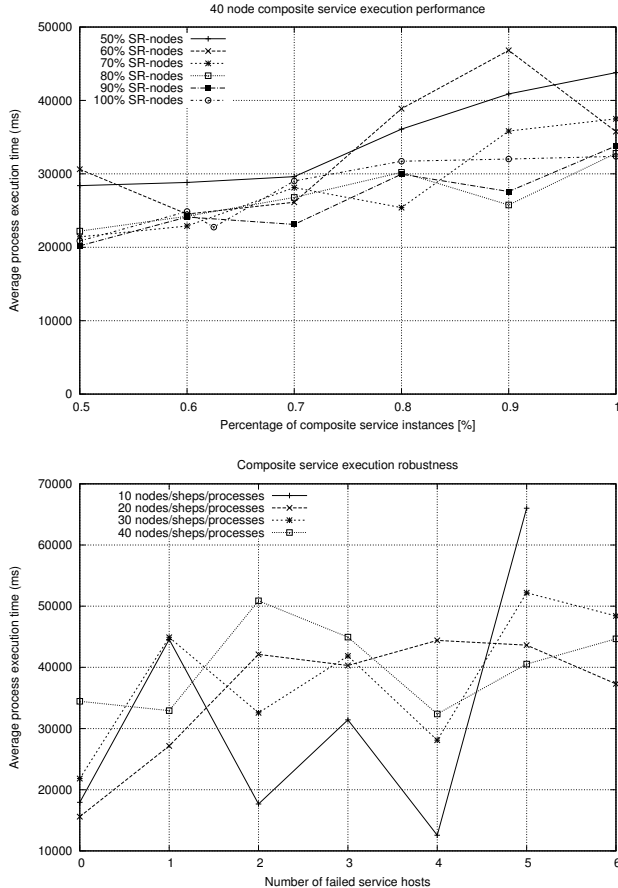 40 node composite service execution performance
50% SR-nodes
60% SR-nodes
70% SR-nodes
80% SR-nodes
90% SR-nodes
100% SR-nodes
50000
40000
30000
20000
10000
0
Average process execution time (ms)
0.5 0.6 0.7 0.8 0.9 1
Percentage of composite service instances [%]
Composite service execution robustness
10 nodes/sheps/processes
20 nodes/sheps/processes
30 nodes/sheps/processes
40 nodes/sheps/processes
70000
60000
50000
40000
30000
20000
10000
Average process execution time (ms)
0 1 2 3 4 5 6
Number of failed service hosts